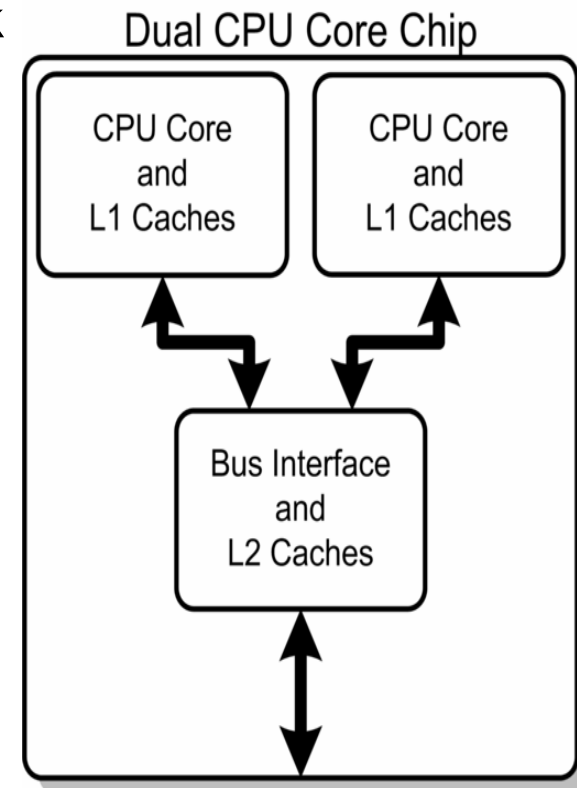 Dual CPU Core Chip
CPU Core
and
L1 Caches
CPU Core
and
L1 Caches
Bus Interface
and
L2 Caches